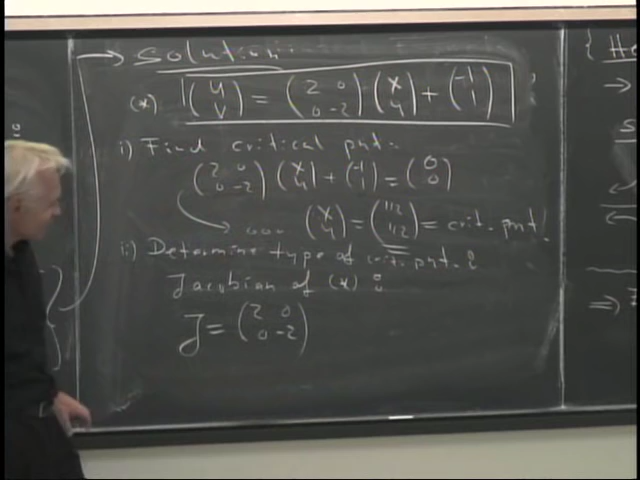 Solution:
(*) (u v) = (2 0 0 -2) (x y) + (-1 1)
i) Find critical pnt.
(2 0 0 -2) (x y) + (-1 1) = (0 0)
... (x y) = (1/2 1/2) = crit. pnt!
ii) Determine type of crit. pnt.:
Jacobian of (*) :
J = (2 0 0 -2)
{ He